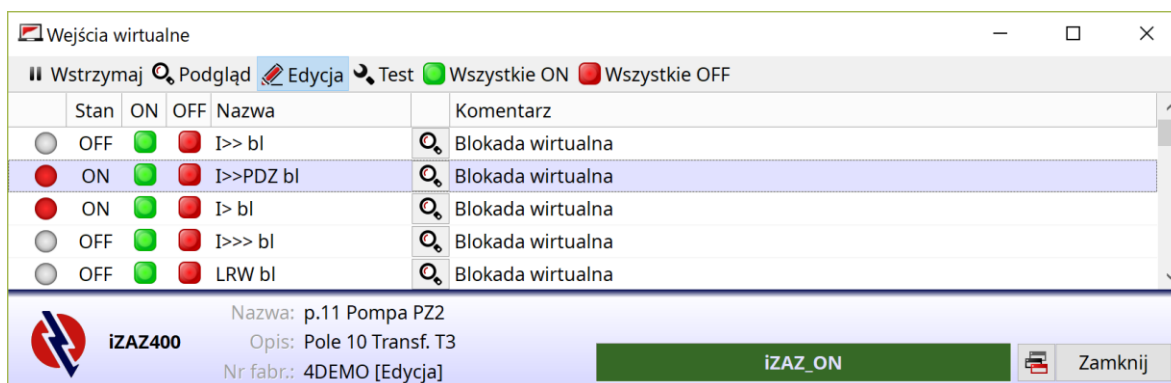 Wejścia wirtualne
Wstrzymaj Podgląd Edycja Test Wszystkie ON Wszystkie OFF
Stan ON OFF Nazwa Komentarz
OFF I>> bl Blokada wirtualna
ON I>>PDZ bl Blokada wirtualna
ON I> bl Blokada wirtualna
OFF I>>> bl Blokada wirtualna
OFF LRW bl Blokada wirtualna
Nazwa: p.11 Pompa PZ2
iZAZ400 Opis: Pole 10 Transf. T3
Nr fabr.: 4DEMO [Edycja] iZAZ_ON Zamknij